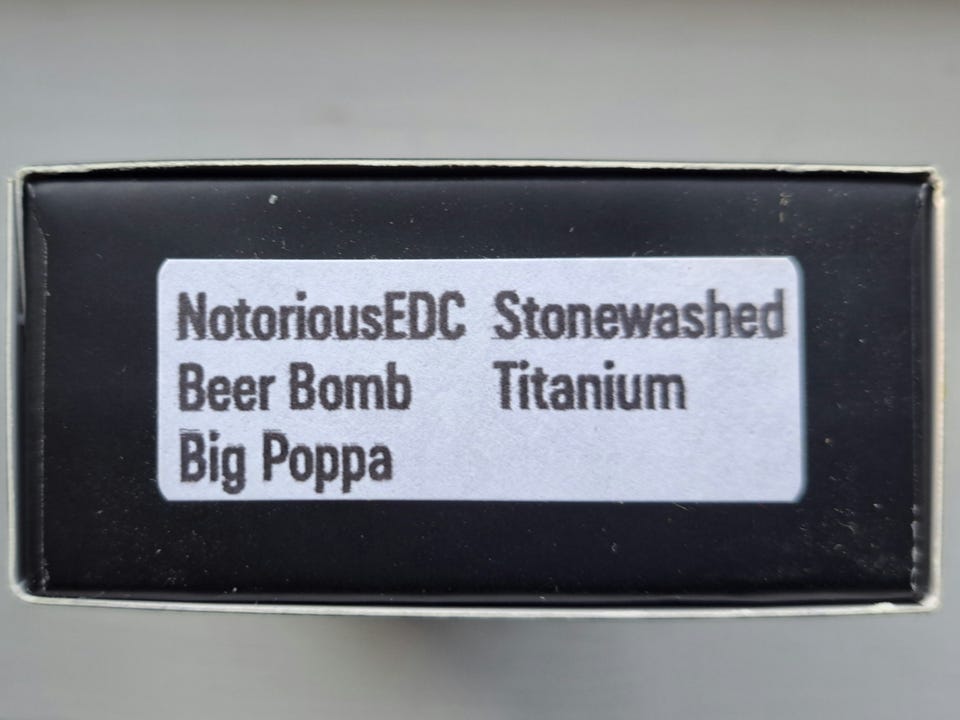 NotoriousEDC Stonewashed
Beer Bomb Titanium
Big Poppa